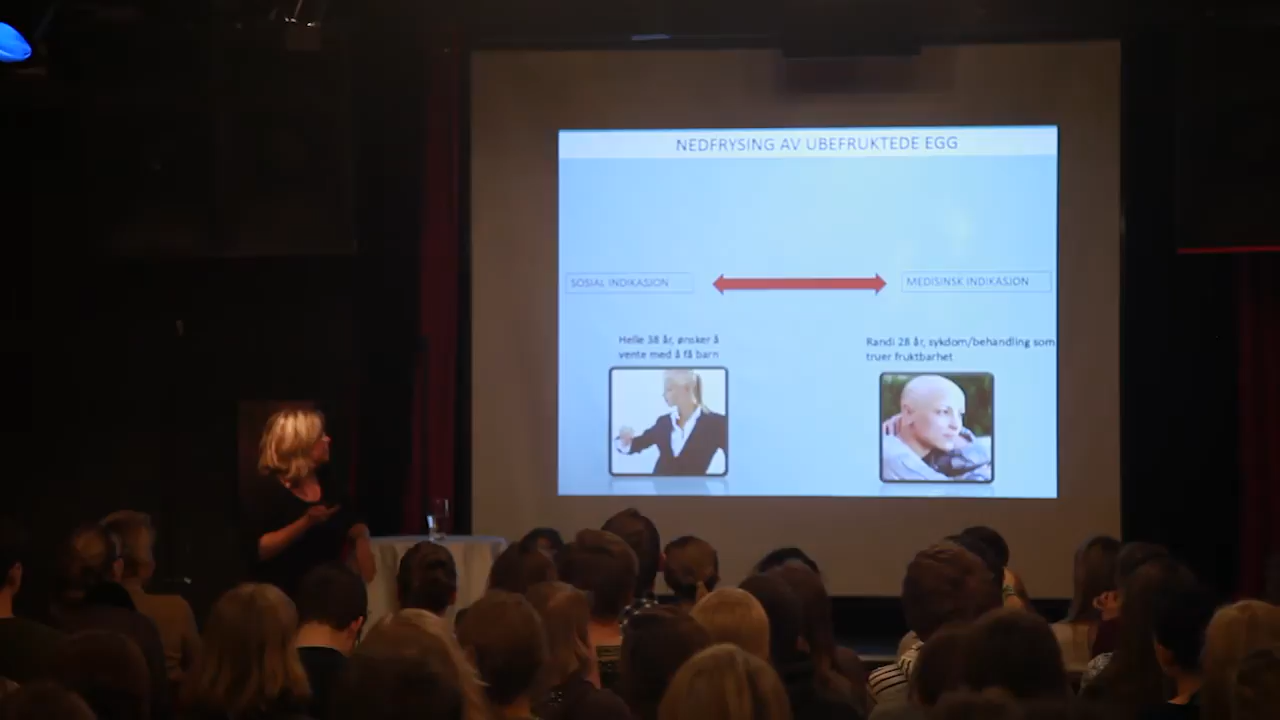 NEDFRYSING AV UBEFRUKTEDE EGG
SOSIAL INDIKASJON
MEDISINSK INDIKASJON
Helle 38 år, ønsker å
vente med å få barn
Randi 28 år, sykdom/behandling som
truer fruktbarhet